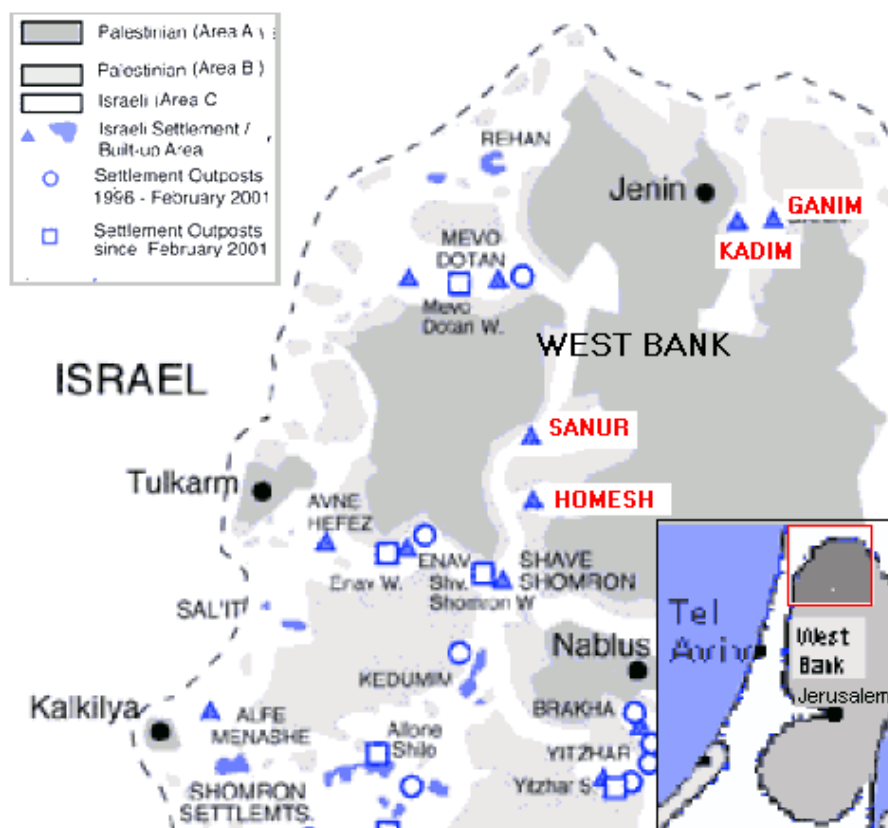 Palestinian (Area A
Palestinian (Area B )
Israeli (Area C
Israeli Settlement /
Built-up Area
Settlement Outposts
1996 - February 2001
Settlement Outposts
since February 2001
REHAN
Jenin
GANIM
KADIM
MEVO
DOTAN
Mevo
Dotan W.
WEST BANK
ISRAEL
SANUR
Tulkarm
HOMESH
AVNE
HEFEZ
ENAV
Enav W.
SHAVE
SHOMRON
Shv.
Shomron W
SAL'IT
Nablus
KEDUMIM
Kalkilya
ALFE
MENASHE
BRAKHA
Allone
Shilo
YITZHAR
Yitzhar S.
SHOMRON
SETTLEMTS.
Tel
Aviv
West
Bank
Jerusalem